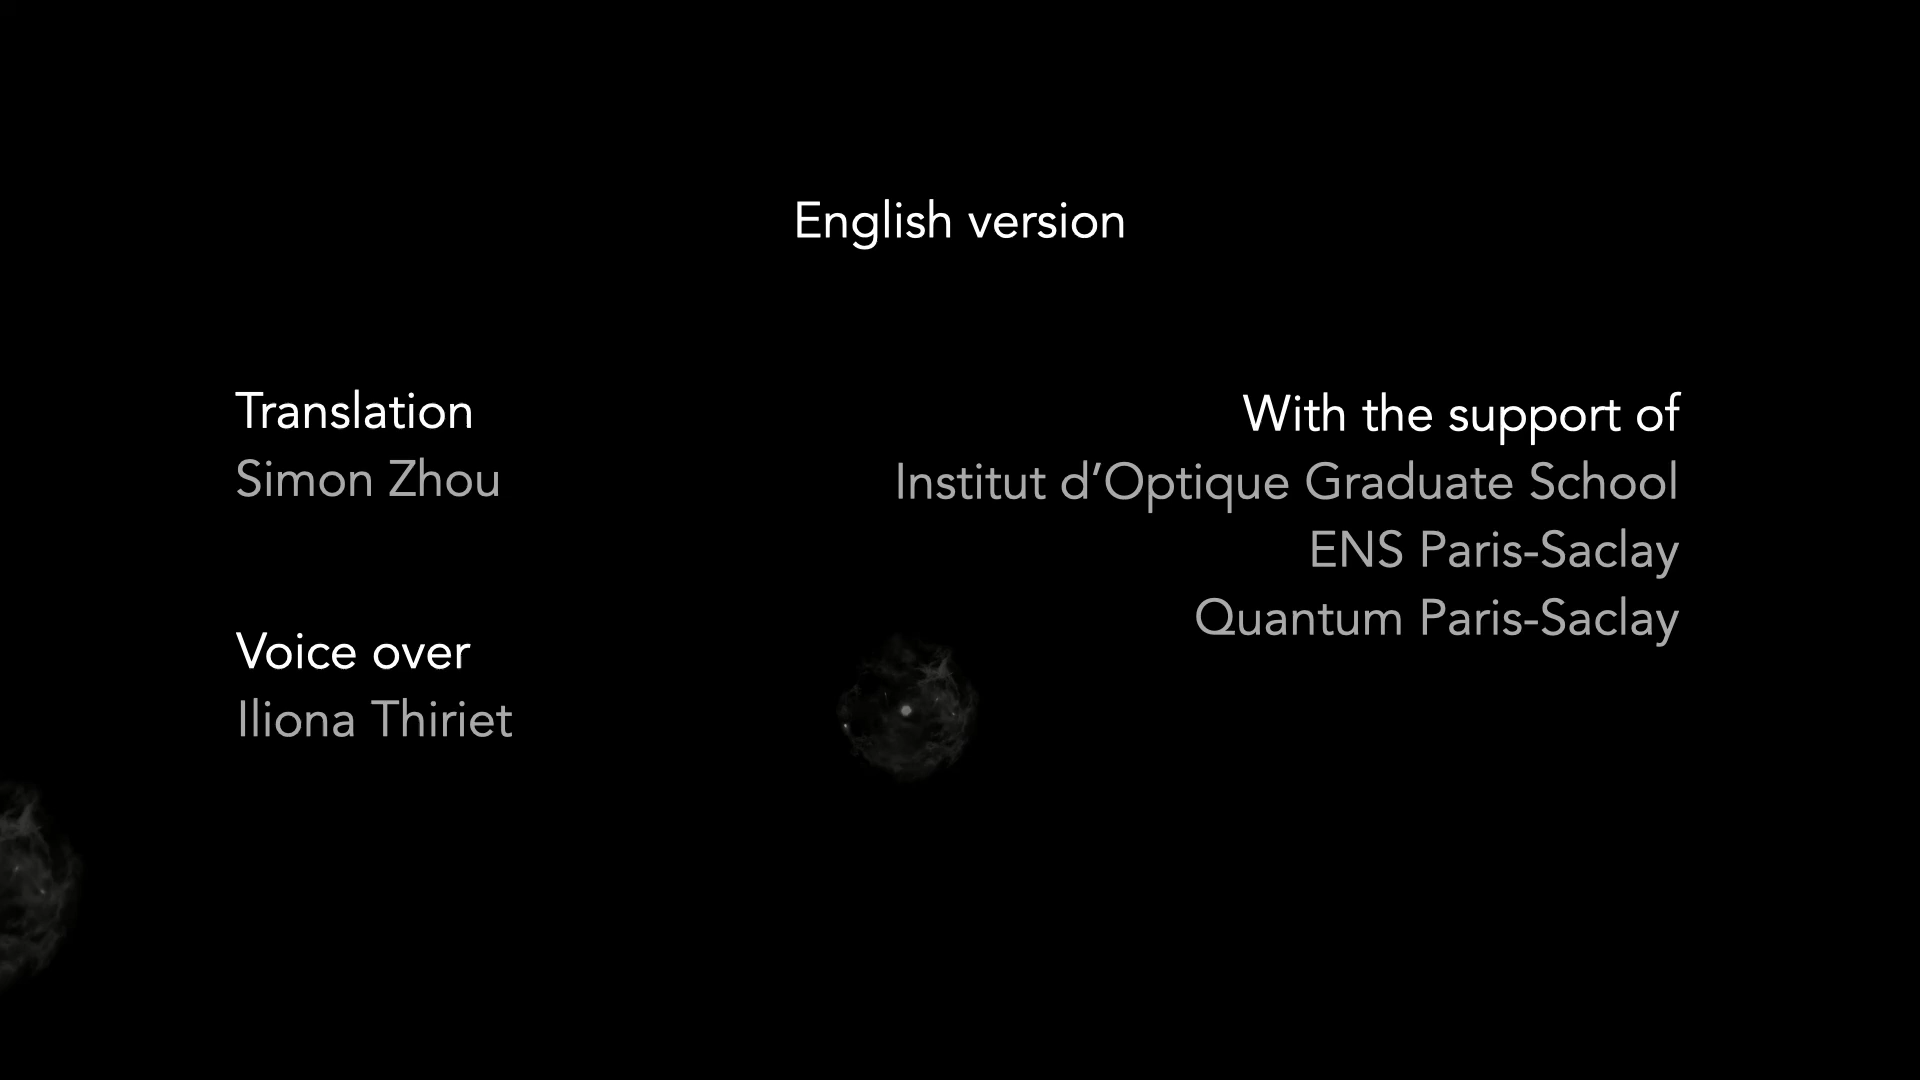 English version
Translation
Simon Zhou
Voice over
Iliona Thiriet
With the support of
Institut d’Optique Graduate School
ENS Paris-Saclay
Quantum Paris-Saclay